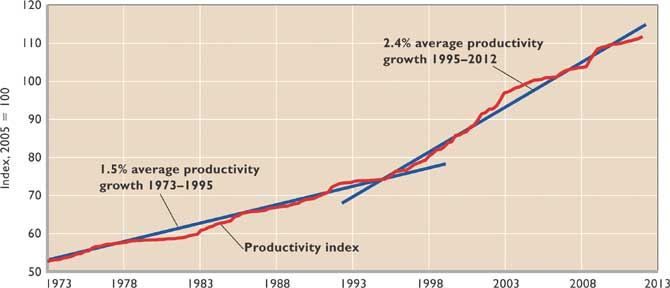 120
110
100
90
80
70
60
50
Index, 2005 = 100
2.4% average productivity
growth 1995–2012
1.5% average productivity
growth 1973–1995
Productivity index
1973 1978 1983 1988 1993 1998 2003 2008 2013